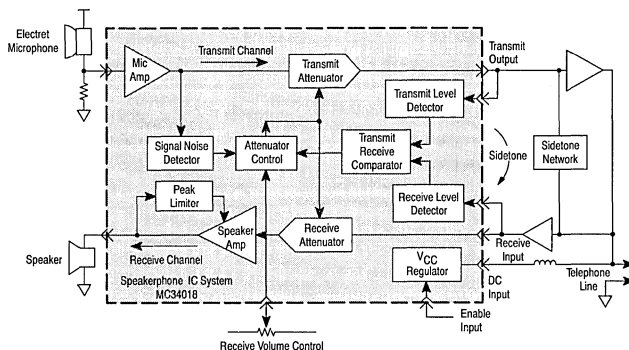 Electret
Microphone
Mic
Amp
Transmit Channel
Transmit
Attenuator
Transmit
Output
Transmit Level
Detector
Signal Noise
Detector
Attenuator
Control
Transmit
Receive
Comparator
Sidetone
Sidetone
Network
Peak
Limiter
Receive Level
Detector
Speaker
Amp
Receive
Attenuator
Receive
Input
Speaker
Receive Channel
VCC
Regulator
Speakerphone IC System
MC34018
DC
Input
Telephone
Line
Enable
Input
Receive Volume Control